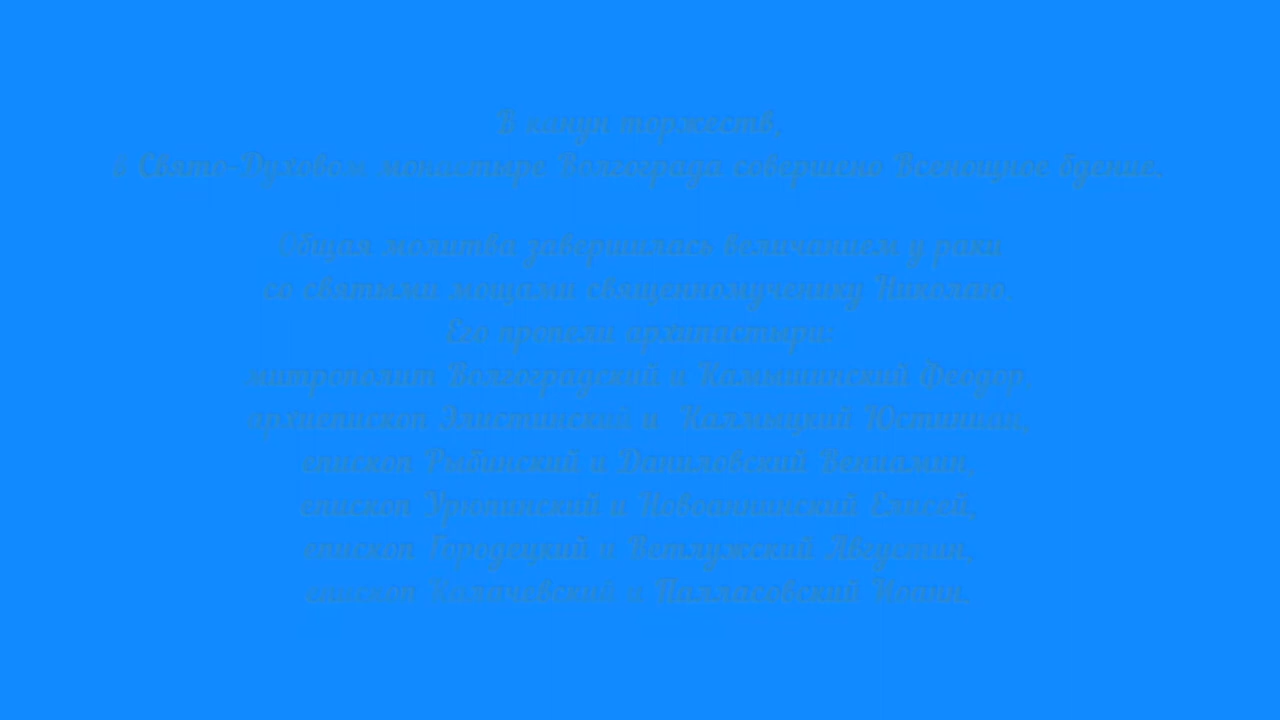 В канун торжеств,
в Свято-Духовом монастыре Волгограда совершено Всенощное бдение.
Общая молитва завершилась величанием у раки
со святыми мощами священномученику Николаю.
Его пропели архипастыри:
митрополит Волгоградский и Камышинский Феодор
архиепископ Элистинский и Калмыцкий Юстиниан,
епископ Рыбинский и Даниловский Вениамин,
епископ Урюпинский и Новоаннинский Елисей,
епископ Городецкий и Ветлужский Августин,
епископ Калачевский и Палласовский Иоанн.